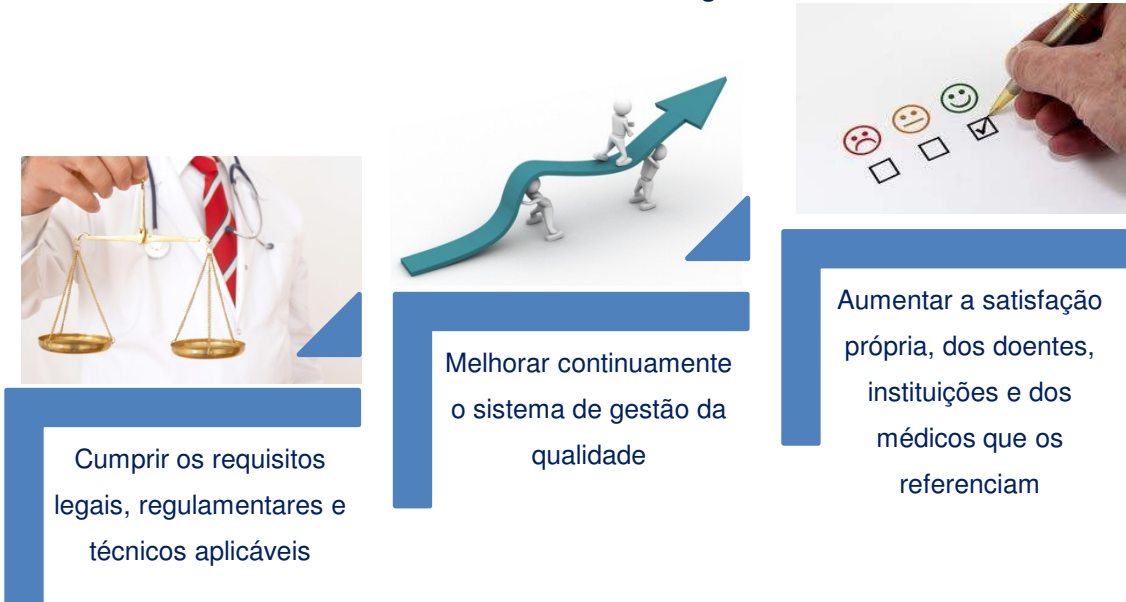 Cumprir os requisitos
legais, regulamentares e
técnicos aplicáveis
Melhorar continuamente
o sistema de gestão da
qualidade
Aumentar a satisfação
própria, dos doentes,
instituições e dos
médicos que os
referenciam